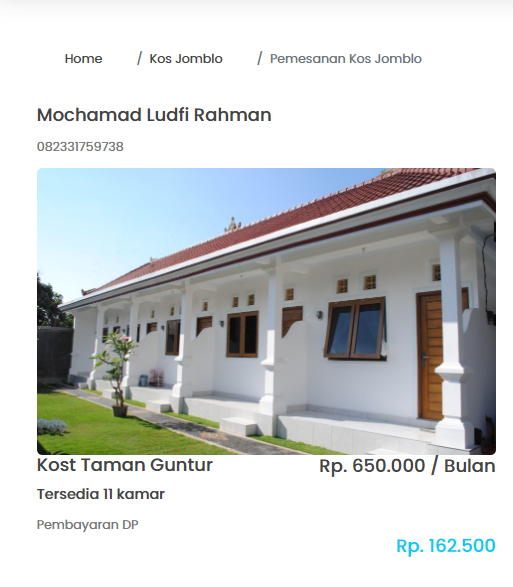 Home / Kos Jomblo / Pemesanan Kos Jomblo
Mochamad Ludfi Rahman
082331759738
Kost Taman Guntur Rp. 650.000 / Bulan
Tersedia 11 kamar
Pembayaran DP
Rp. 162.500